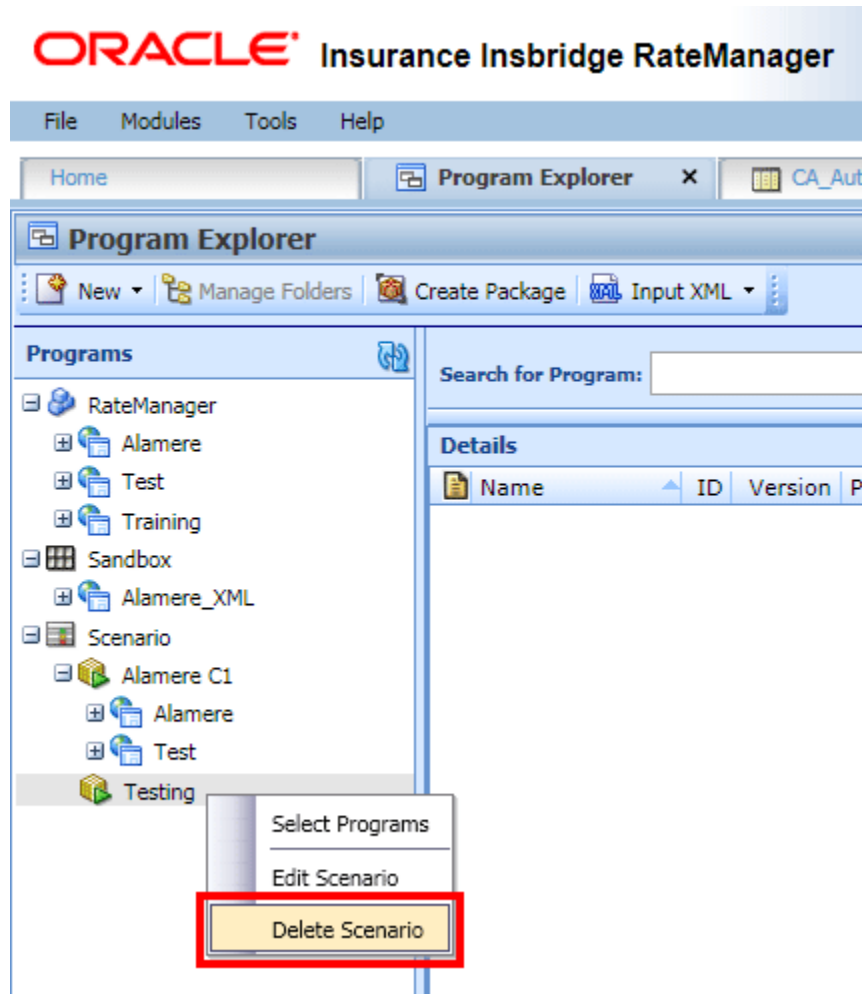 ORACLE Insurance Insbridge RateManager
File Modules Tools Help
Home Program Explorer × CA_Aut
Program Explorer
New Manage Folders Create Package XML Input XML
Programs
Search for Program:
RateManager
Alamere
Test
Training
Details
Name ID Version P
Sandbox
Alamere_XML
Scenario
Alamere C1
Alamere
Test
Testing
Select Programs
Edit Scenario
Delete Scenario